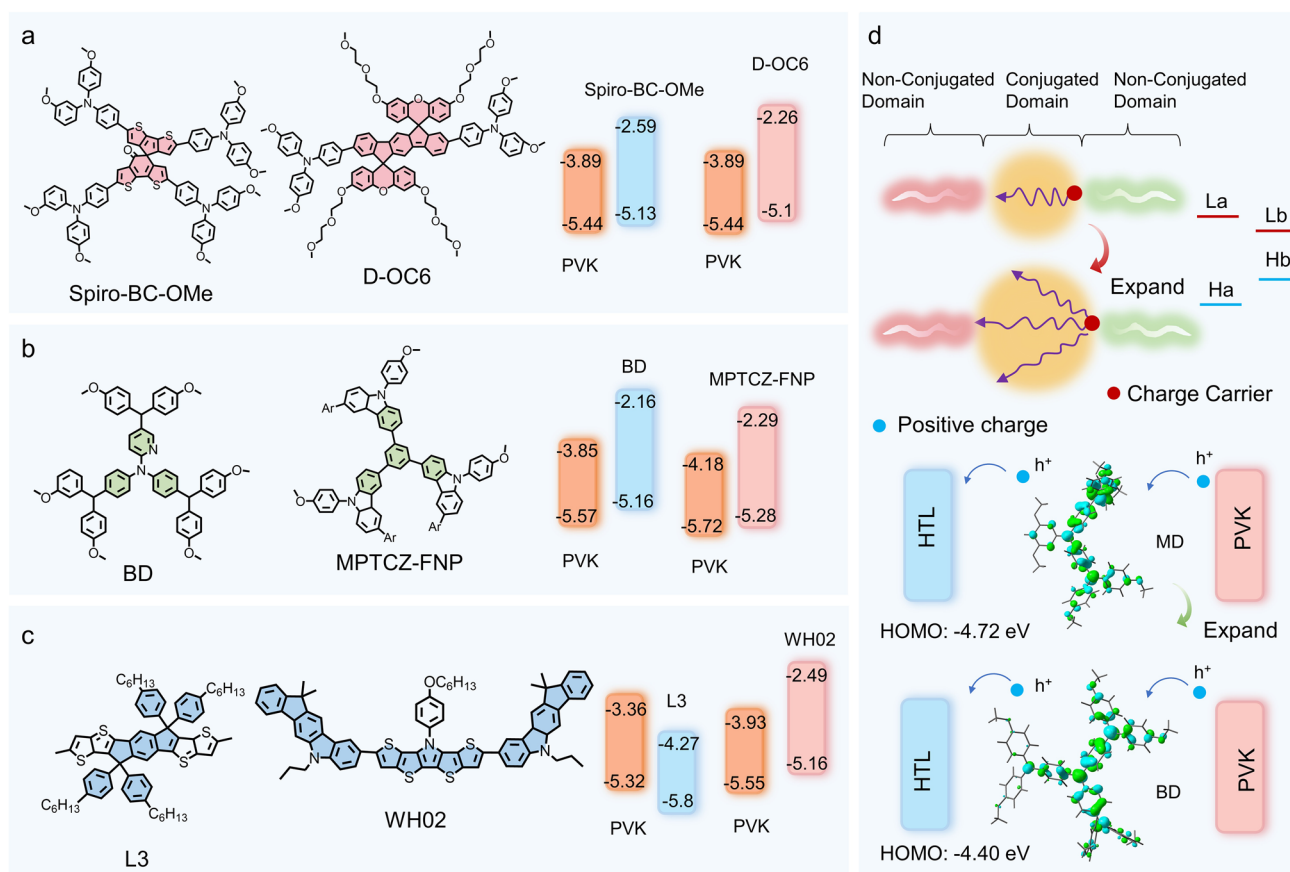 a
Spiro-BC-OMe
D-OC6
Spiro-BC-OMe
D-OC6
-3.89
-2.59
-3.89
-2.26
-5.44
-5.13
-5.44
-5.1
PVK
PVK
b
BD
MPTCZ-FNP
BD
MPTCZ-FNP
Ar
Ar
Ar
-3.85
-2.16
-4.18
-2.29
-5.57
-5.16
-5.72
-5.28
PVK
PVK
c
C6H13
C6H13
C6H13
C6H13
L3
OC6H13
WH02
L3
WH02
-3.36
-4.27
-3.93
-2.49
-5.32
-5.8
-5.55
-5.16
PVK
PVK
d
Non-Conjugated
Domain
Conjugated
Domain
Non-Conjugated
Domain
La
Lb
Hb
Ha
Expand
Charge Carrier
Positive charge
h+
h+
HTL
MD
PVK
HOMO: -4.72 eV
Expand
h+
h+
HTL
BD
PVK
HOMO: -4.40 eV